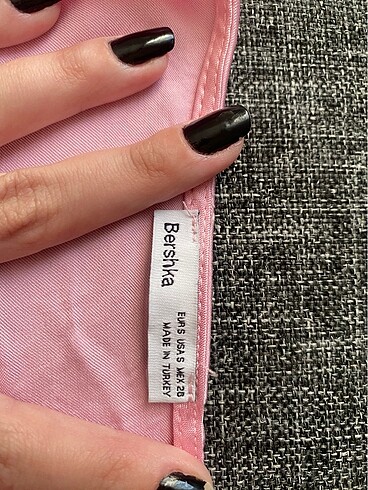 Bershka
EUR S USA S MEX 26
MADE IN TURKEY